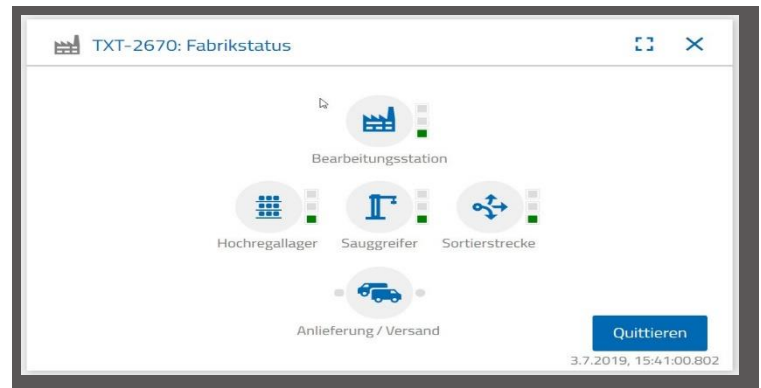 TXT-2670: Fabrikstatus
Bearbeitungsstation
Hochregallager Sauggreifer Sortierstrecke
Anlieferung / Versand
Quittieren
3.7.2019, 15:41:00.802